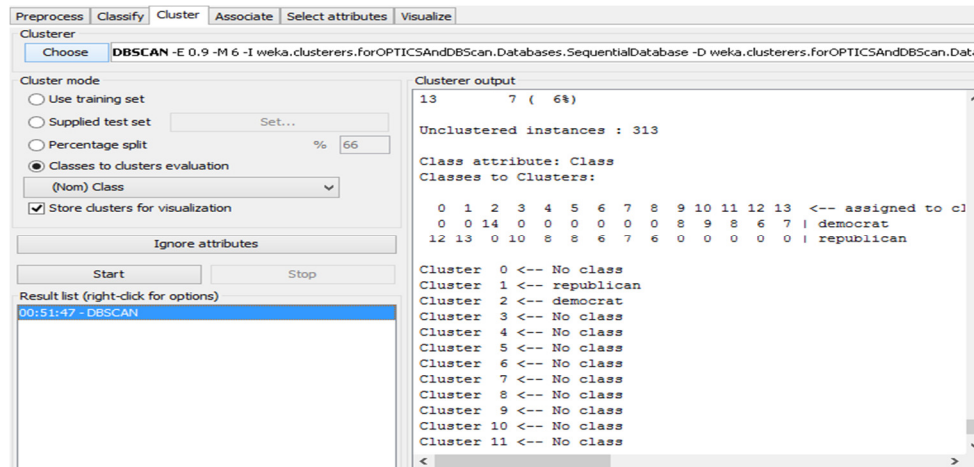 Preprocess Classify Cluster Associate Select attributes Visualize
Clusterer
Choose DBSCAN -E 0.9 -M 6 -I weka.clusterers.forOPTICSAndDBScan.Databases.SequentialDatabase -D weka.clusterers.forOPTICSAndDBScan.Data
Cluster mode
Use training set
Supplied test set Set...
Percentage split % 66
Classes to clusters evaluation
(Nom) Class
Store clusters for visualization
Ignore attributes
Start Stop
Result list (right-click for options)
00:51:47 - DBSCAN
Clusterer output
13 7 ( 6%)
Unclustered instances : 313
Class attribute: Class
Classes to Clusters:
0 1 2 3 4 5 6 7 8 9 10 11 12 13 <-- assigned to cl
0 0 14 0 0 0 0 0 0 8 9 8 6 7 | democrat
12 13 0 10 8 8 6 7 6 0 0 0 0 0 | republican
Cluster 0 <-- No class
Cluster 1 <-- republican
Cluster 2 <-- democrat
Cluster 3 <-- No class
Cluster 4 <-- No class
Cluster 5 <-- No class
Cluster 6 <-- No class
Cluster 7 <-- No class
Cluster 8 <-- No class
Cluster 9 <-- No class
Cluster 10 <-- No class
Cluster 11 <-- No class